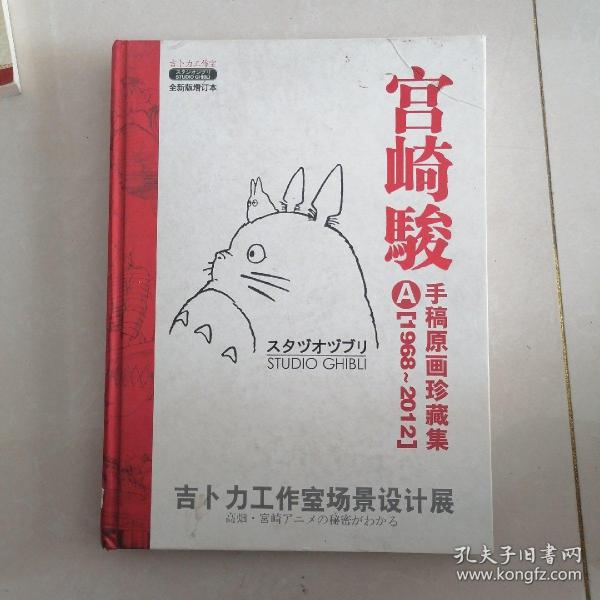 吉卜力工作室
スタジオジブリ
STUDIO GHIBLI
全新版增订本
宫崎駿
手稿原画珍藏集
A[1968~2012]
スタヅオヅブリ
STUDIO GHIBLI
吉卜力工作室场景设计展
高畑・宮崎アニメの秘密がわかる
孔夫子旧书网
www.kongfz.com